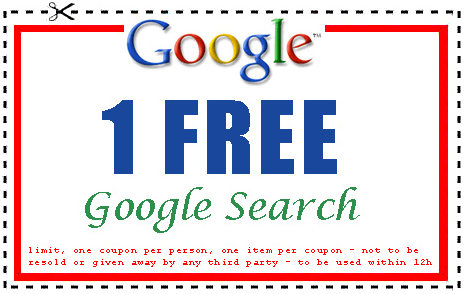 Google™
1 FREE
Google Search
limit, one coupon per person, one item per coupon - not to be
resold or given away by any third party - to be used within 12h